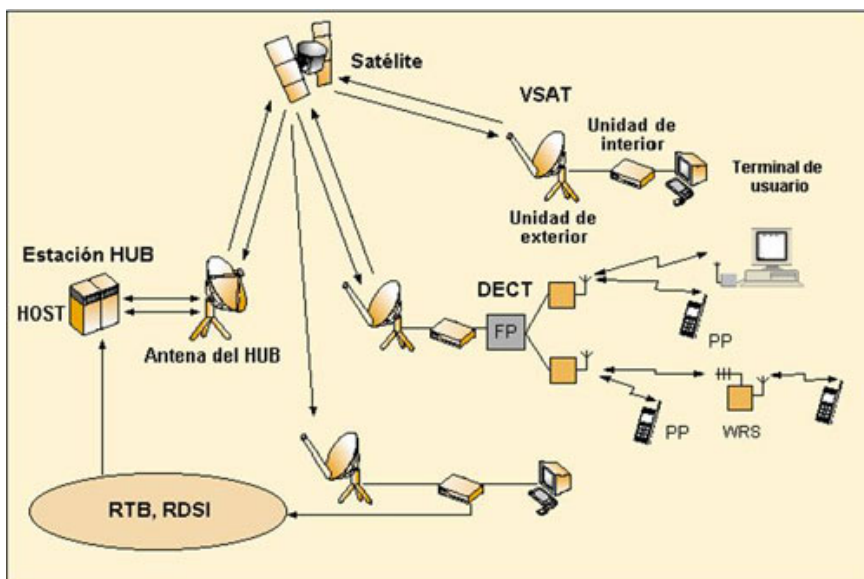 Satélite
VSAT
Unidad de
interior
Terminal de
usuario
Unidad de
exterior
Estación HUB
HOST
Antena del HUB
DECT
FP
PP
PP
WRS
RTB, RDSI